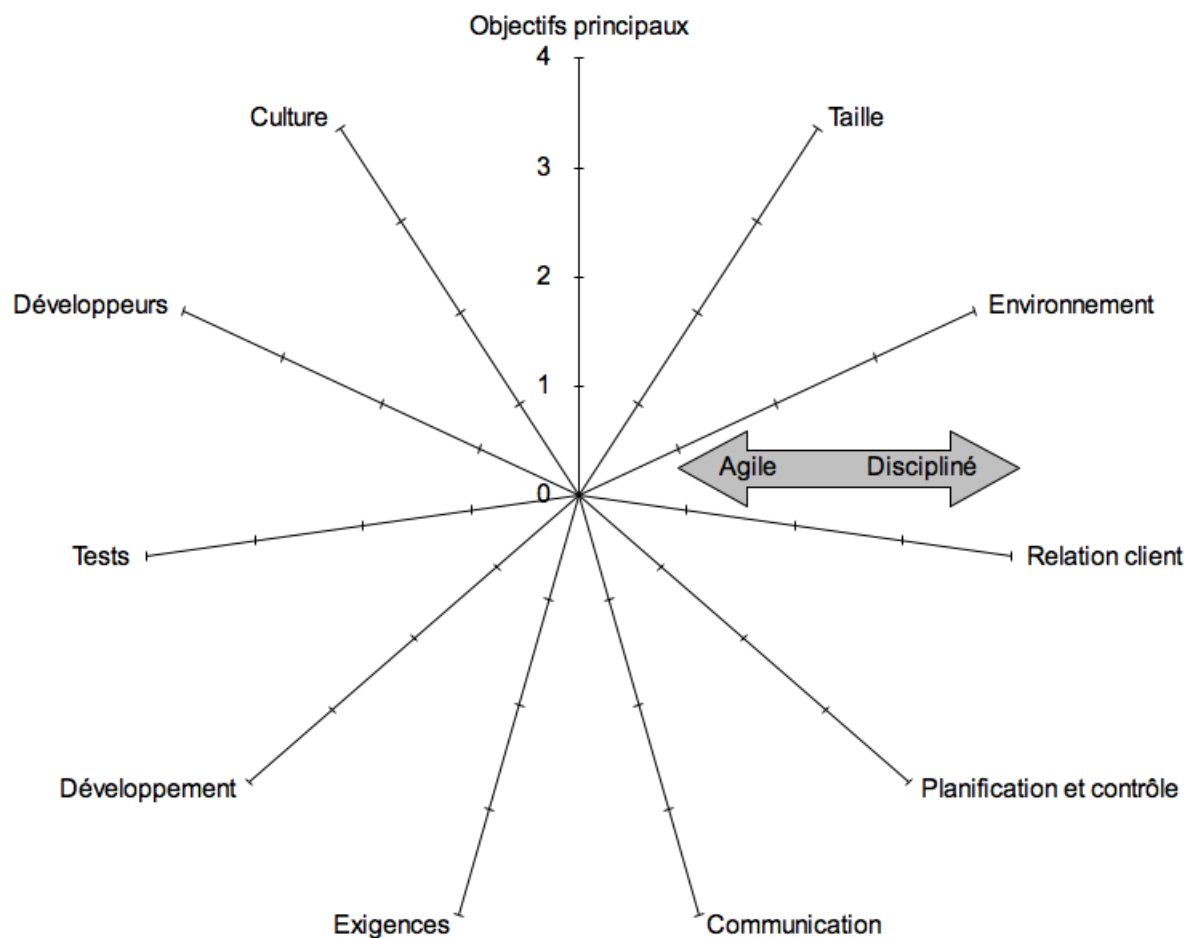 Objectifs principaux
4
Culture
Taille
3
2
Développeurs
Environnement
1
Agile
Discipliné
0
Tests
Relation client
Développement
Planification et contrôle
Exigences
Communication